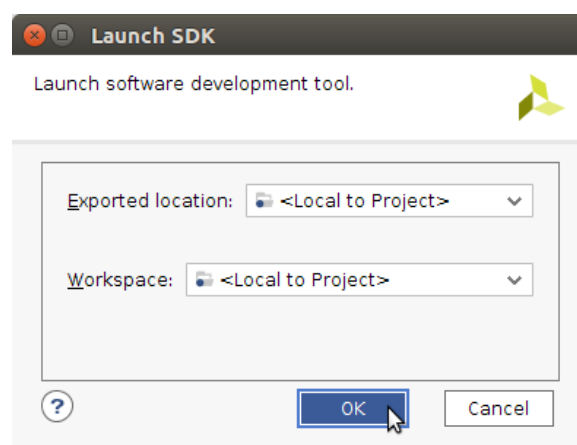 Launch SDK
Launch software development tool.
Exported location: <Local to Project>
Workspace: <Local to Project>
? OK Cancel